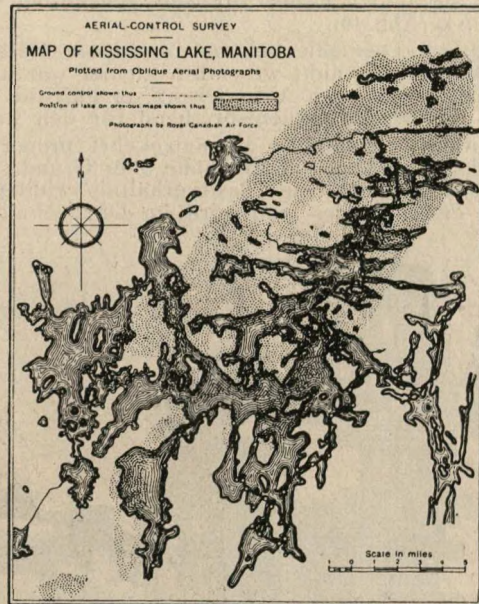 AERIAL-CONTROL SURVEY
MAP OF KISSISSING LAKE, MANITOBA
Plotted from Oblique Aerial Photographs
Ground control shown thus
Position of lake on previous maps shown thus
Photographs by Royal Canadian Air Force
N
Scale in miles
1 0 1 2 3 4 5